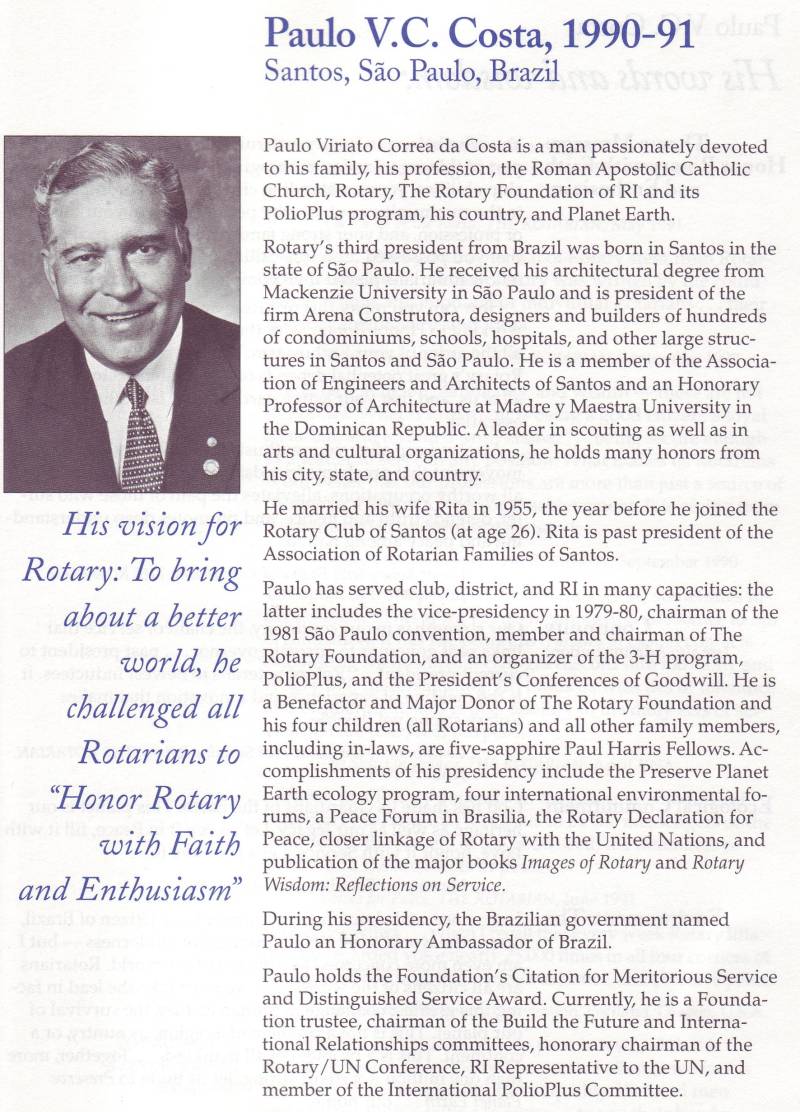 Paulo V.C. Costa, 1990-91
Santos, São Paulo, Brazil
Paulo Viriato Correa da Costa is a man passionately devoted
to his family, his profession, the Roman Apostolic Catholic
Church, Rotary, The Rotary Foundation of RI and its
PolioPlus program, his country, and Planet Earth.
Rotary's third president from Brazil was born in Santos in the
state of São Paulo. He received his architectural degree from
Mackenzie University in São Paulo and is president of the
firm Arena Construtora, designers and builders of hundreds
of condominiums, schools, hospitals, and other large struc-
tures in Santos and São Paulo. He is a member of the Associa-
tion of Engineers and Architects of Santos and an Honorary
Professor of Architecture at Madre y Maestra University in
the Dominican Republic. A leader in scouting as well as in
arts and cultural organizations, he holds many honors from
his city, state, and country.
He married his wife Rita in 1955, the year before he joined the
Rotary Club of Santos (at age 26). Rita is past president of the
Association of Rotarian Families of Santos.
Paulo has served club, district, and RI in many capacities: the
latter includes the vice-presidency in 1979-80, chairman of the
1981 São Paulo convention, member and chairman of The
Rotary Foundation, and an organizer of the 3-H program,
PolioPlus, and the President's Conferences of Goodwill. He is
a Benefactor and Major Donor of The Rotary Foundation and
his four children (all Rotarians) and all other family members,
including in-laws, are five-sapphire Paul Harris Fellows. Ac-
complishments of his presidency include the Preserve Planet
Earth ecology program, four international environmental fo-
rums, a Peace Forum in Brasilia, the Rotary Declaration for
Peace, closer linkage of Rotary with the United Nations, and
publication of the major books Images of Rotary and Rotary
Wisdom: Reflections on Service.
During his presidency, the Brazilian government named
Paulo an Honorary Ambassador of Brazil.
Paulo holds the Foundation's Citation for Meritorious Service
and Distinguished Service Award. Currently, he is a Founda-
tion trustee, chairman of the Build the Future and Interna-
tional Relationships committees, honorary chairman of the
Rotary/UN Conference, RI Representative to the UN, and
member of the International PolioPlus Committee.
His vision for
Rotary: To bring
about a better
world, he
challenged all
Rotarians to
“Honor Rotary
with Faith
and Enthusiasm”